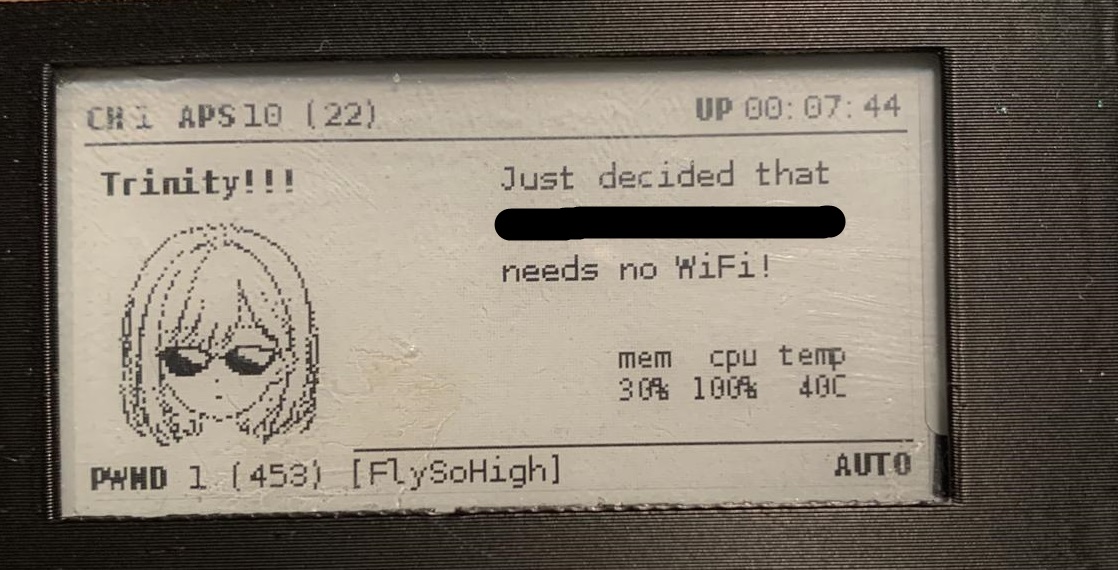 CH 1 APS 10 (22) UP 00:07:44
Trinity!!!
Just decided that
needs no WiFi!
mem cpu temp
30% 100% 40C
PWND 1 (453) [FlySoHigh] AUTO